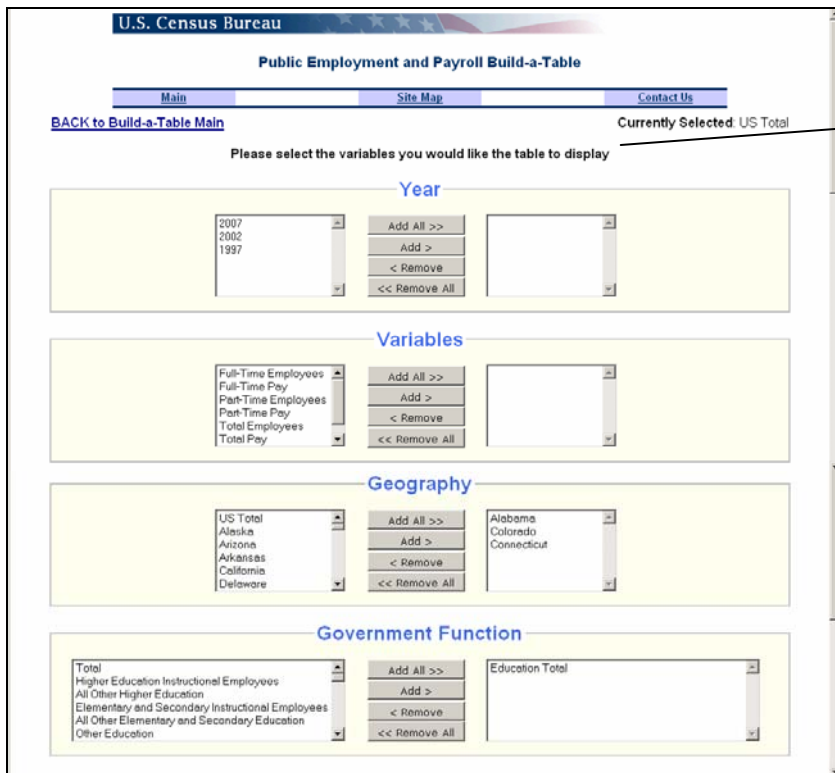 U.S. Census Bureau
Public Employment and Payroll Build-a-Table
Main Site Map Contact Us
BACK to Build-a-Table Main Currently Selected: US Total
Please select the variables you would like the table to display
Year
2007
2002
1997
Add All >>
Add >
< Remove
<< Remove All
Variables
Full-Time Employees
Full-Time Pay
Part-Time Employees
Part-Time Pay
Total Employees
Total Pay
Add All >>
Add >
< Remove
<< Remove All
Geography
US Total
Alaska
Arizona
Arkansas
California
Delaware
Add All >>
Add >
< Remove
<< Remove All
Alabama
Colorado
Connecticut
Government Function
Total
Higher Education Instructional Employees
All Other Higher Education
Elementary and Secondary Instructional Employees
All Other Elementary and Secondary Education
Other Education
Add All >>
Add >
< Remove
<< Remove All
Education Total